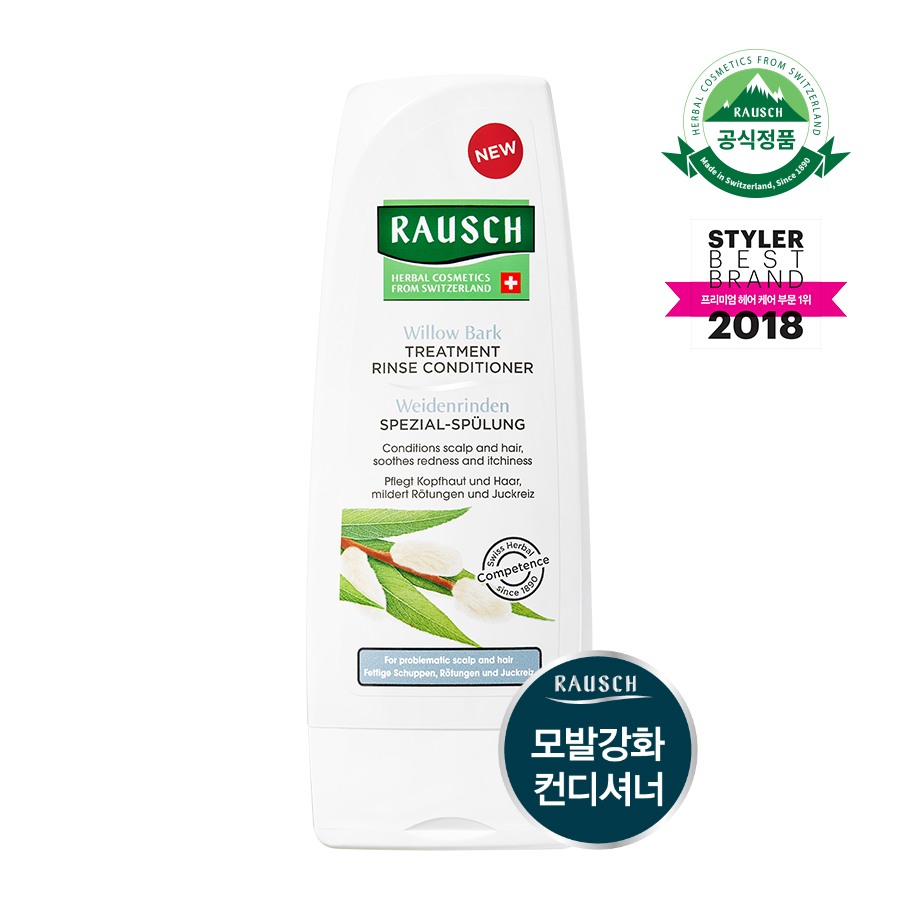 NEW
RAUSCH
HERBAL COSMETICS
FROM SWITZERLAND
Willow Bark
TREATMENT
RINSE CONDITIONER
Weidenrinden
SPEZIAL-SPÜLUNG
Conditions scalp and hair,
soothes redness and itchiness
Pflegt Kopfhaut und Haar,
mildert Rötungen und Juckreiz
Swiss Herbal
Competence
since 1890
For problematic scalp and hair
Fettige Schuppen, Rötungen und Juckreiz
HERBAL COSMETICS FROM SWITZERLAND
RAUSCH
공식정품
Made in Switzerland, Since 1890
STYLER
BEST
BRAND
프리미엄 헤어 케어 부문 1위
2018
RAUSCH
모발강화
컨디셔너